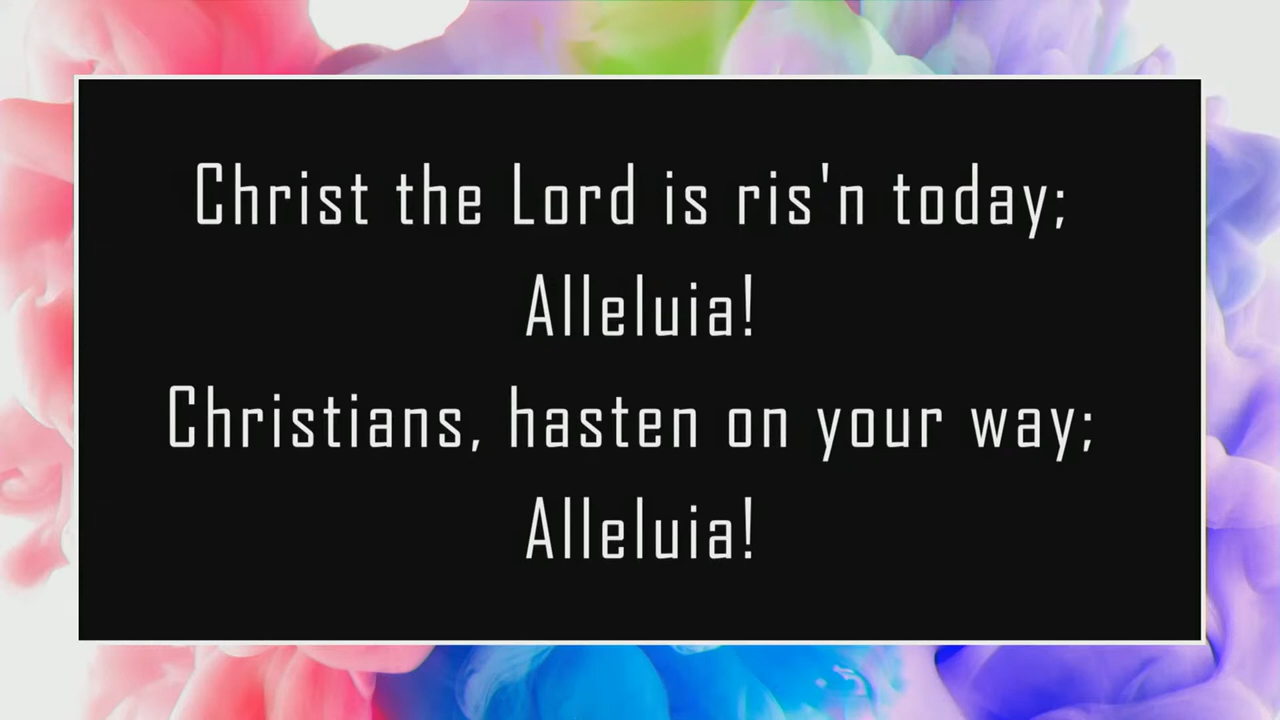 Christ the Lord is ris'n today;
Alleluia!
Christians, hasten on your way;
Alleluia!